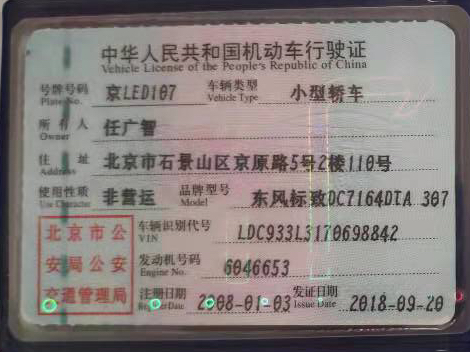 中华人民共和国机动车行驶证
Vehicle License of the People's Republic of China
号牌号码 京LED107 车辆类型 小型轿车
Plate No. Vehicle Type
所有人 任广智
Owner
住址 北京市石景山区京原路5号2楼110号
Address
使用性质 非营运 品牌型号 东风标致DC7164DTA 307
Use Character Model
北京市公安局公安交通管理局
车辆识别代号 LDC933L3170698842
VIN
发动机号码 6046653
Engine No.
注册日期 2008-01-03 发证日期 2018-09-20
Register Date Issue Date